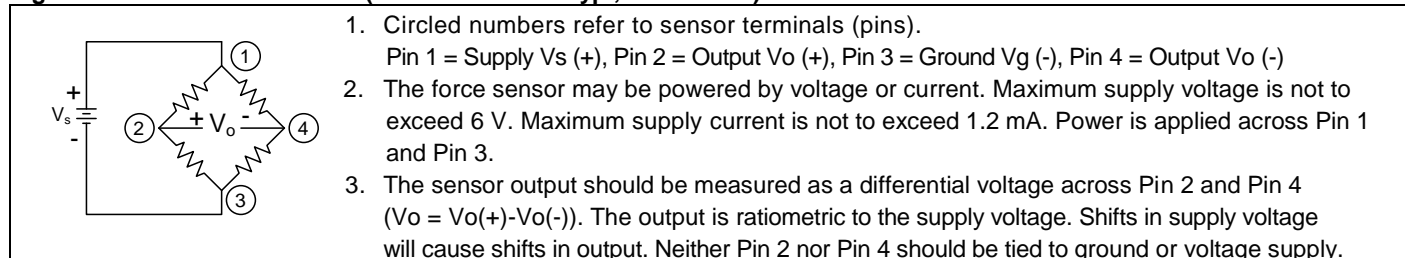 1. Circled numbers refer to sensor terminals (pins).
Pin 1 = Supply Vs (+), Pin 2 = Output Vo (+), Pin 3 = Ground Vg (-), Pin 4 = Output Vo (-)
2. The force sensor may be powered by voltage or current. Maximum supply voltage is not to
exceed 6 V. Maximum supply current is not to exceed 1.2 mA. Power is applied across Pin 1
and Pin 3.
3. The sensor output should be measured as a differential voltage across Pin 2 and Pin 4
(Vo = Vo(+)-Vo(-)). The output is ratiometric to the supply voltage. Shifts in supply voltage
will cause shifts in output. Neither Pin 2 nor Pin 4 should be tied to ground or voltage supply.
1
+
Vs
-
2
+ Vo -
4
3